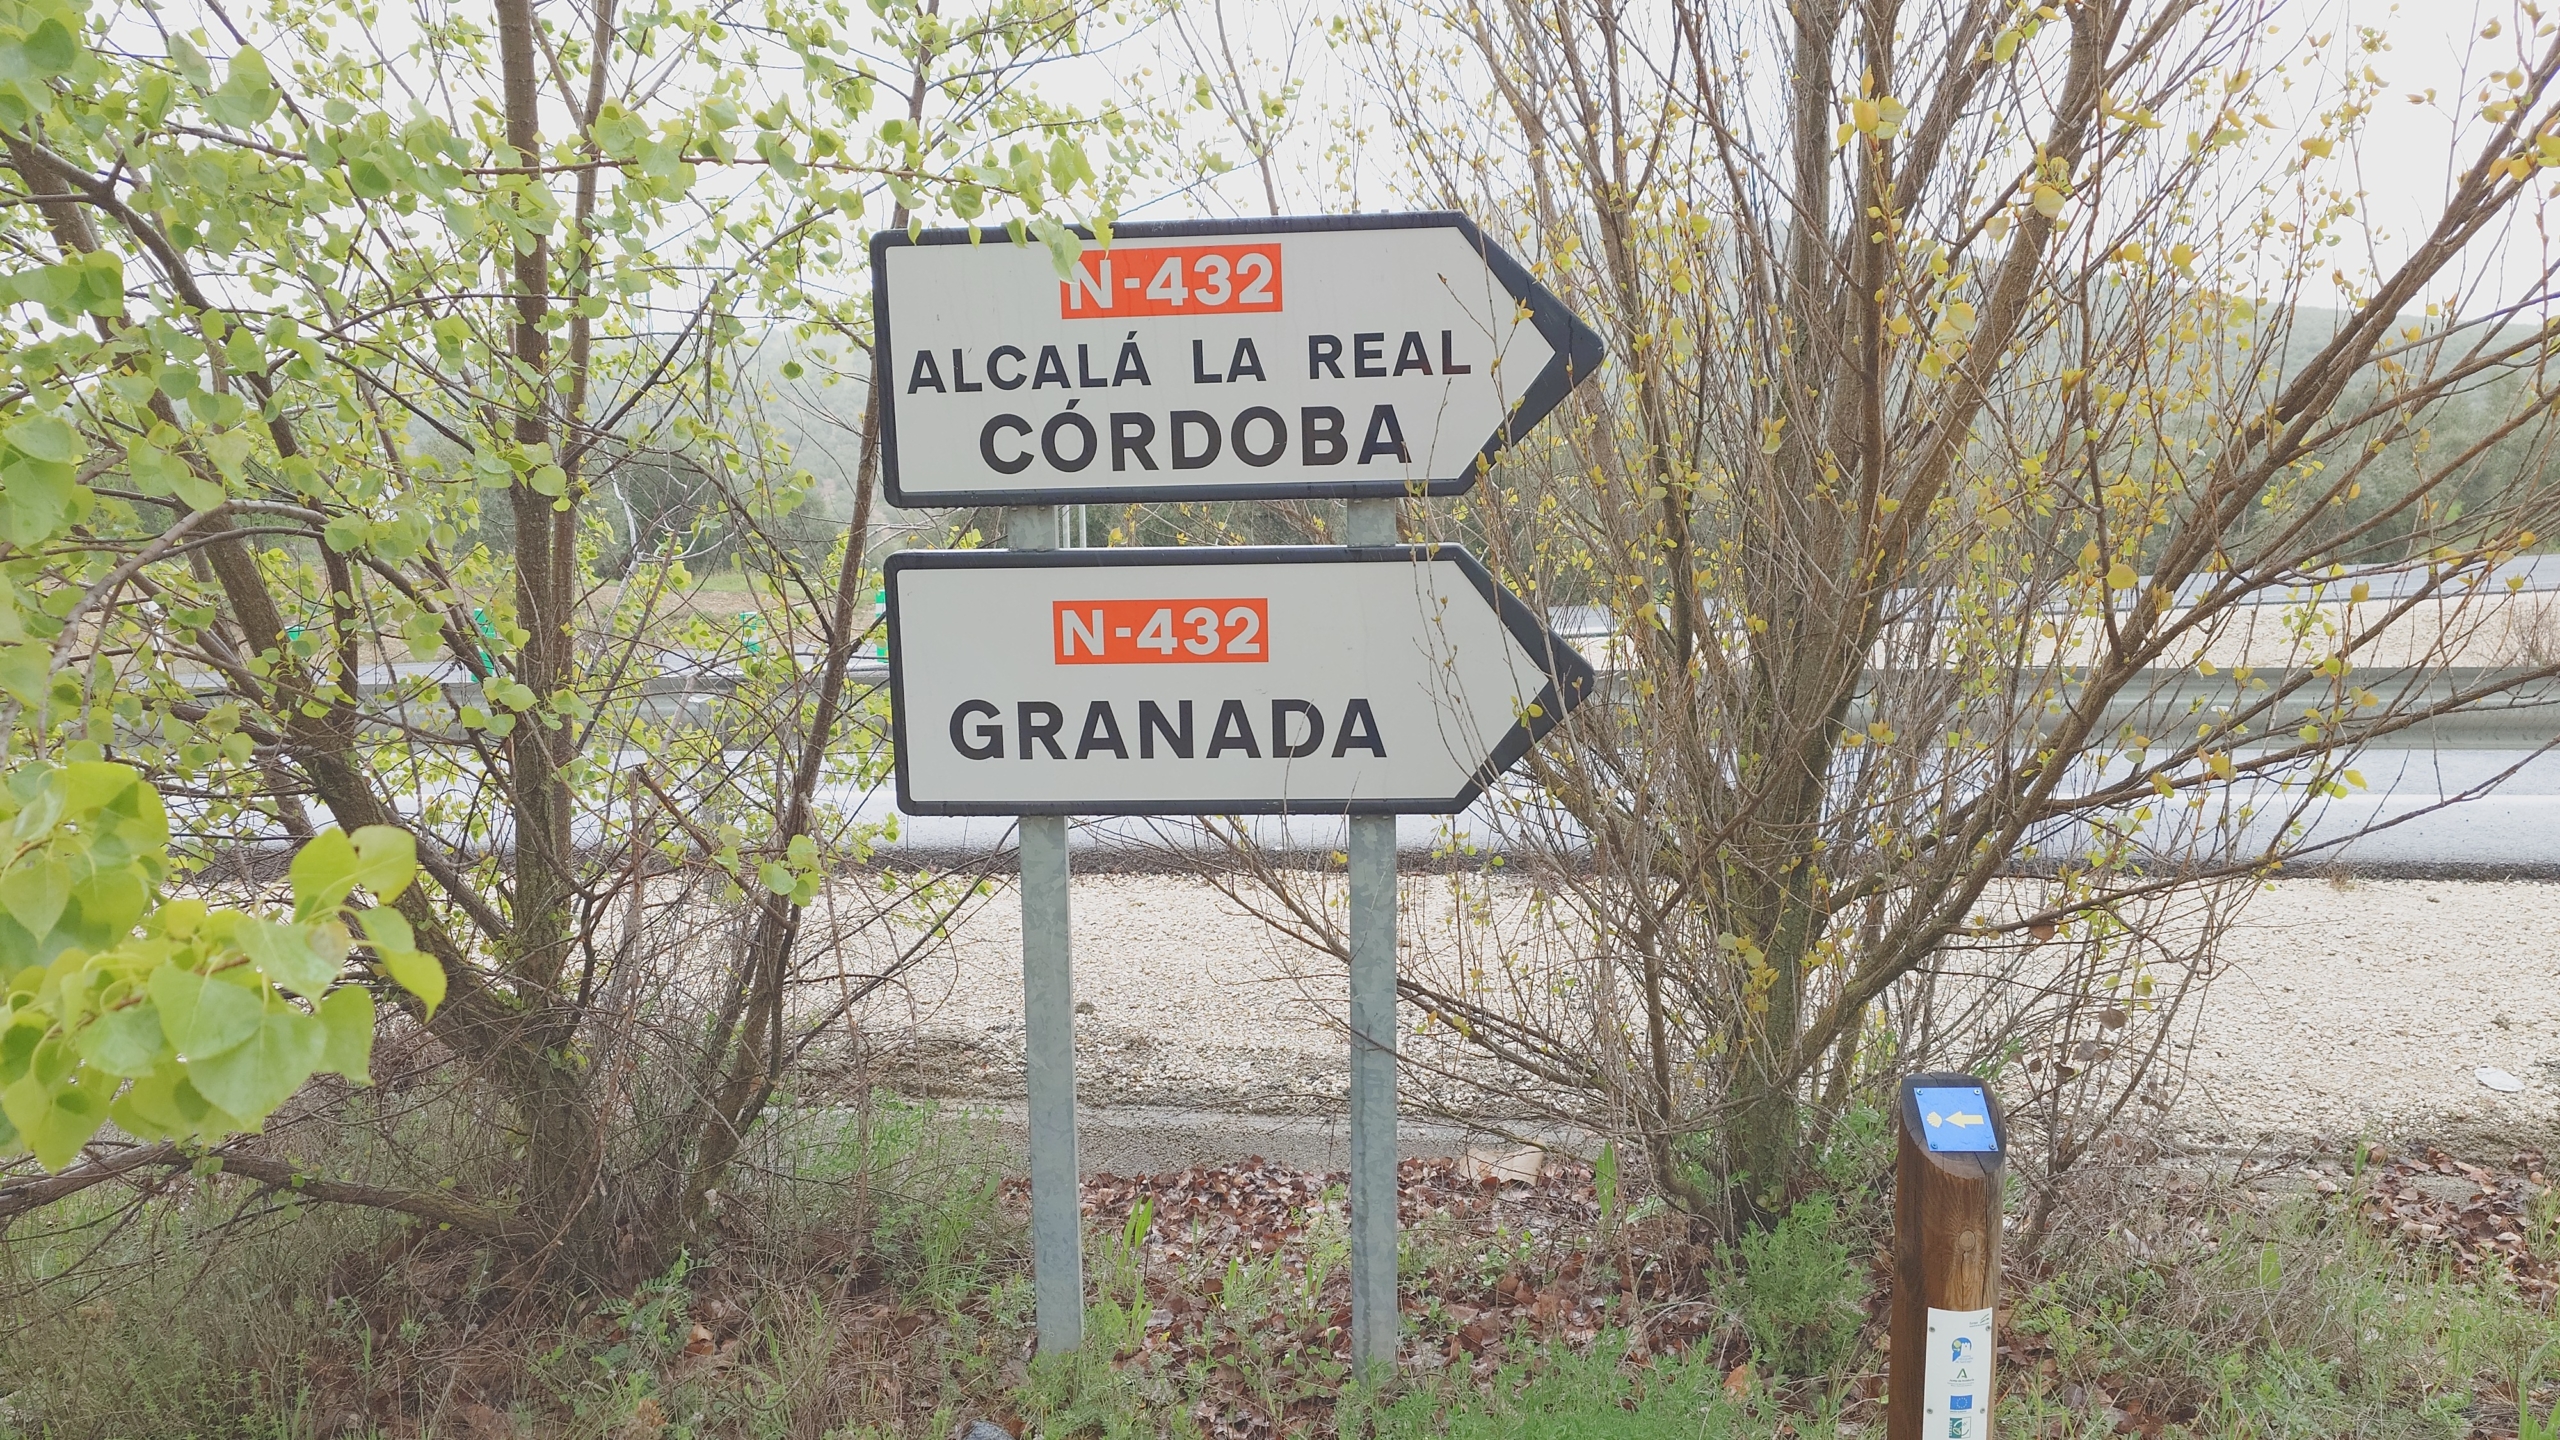 N-432
ALCALÁ LA REAL
CÓRDOBA
N-432
GRANADA